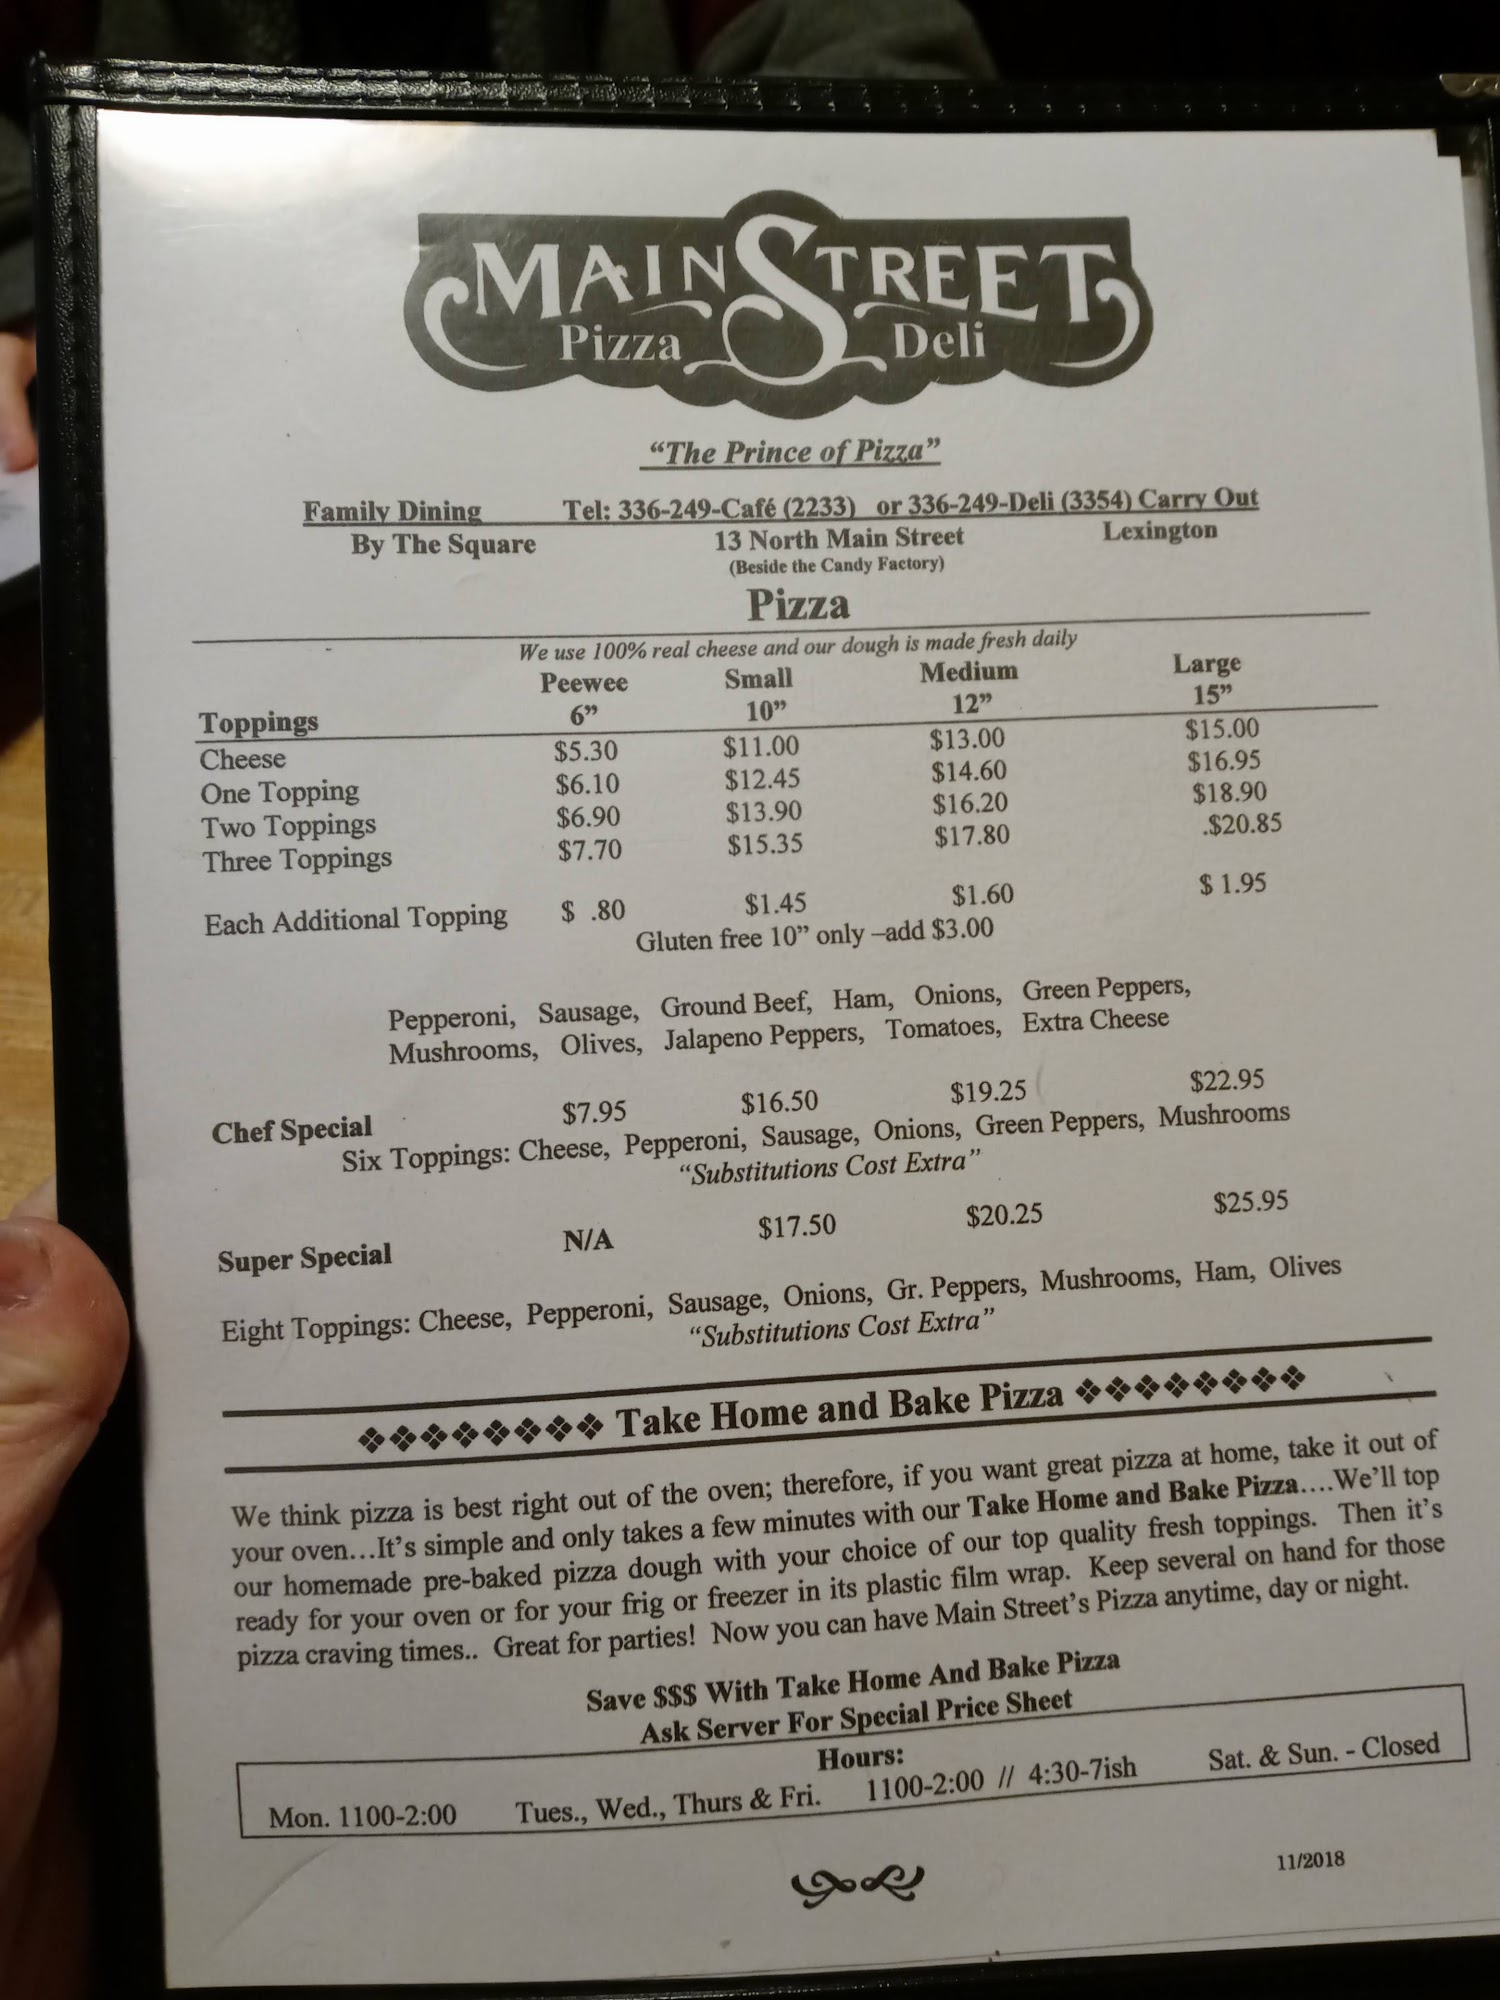 MAIN STREET
Pizza Deli
“The Prince of Pizza”
Family Dining Tel: 336-249-Café (2233) or 336-249-Deli (3354) Carry Out
By The Square 13 North Main Street Lexington
(Beside the Candy Factory)
Pizza
We use 100% real cheese and our dough is made fresh daily
Peewee Small Medium Large
Toppings 6” 10” 12” 15”
Cheese $5.30 $11.00 $13.00 $15.00
One Topping $6.10 $12.45 $14.60 $16.95
Two Toppings $6.90 $13.90 $16.20 $18.90
Three Toppings $7.70 $15.35 $17.80 .$20.85
Each Additional Topping $ .80 $1.45 $1.60 $ 1.95
Gluten free 10” only –add $3.00
Pepperoni, Sausage, Ground Beef, Ham, Onions, Green Peppers,
Mushrooms, Olives, Jalapeno Peppers, Tomatoes, Extra Cheese
Chef Special $7.95 $16.50 $19.25 $22.95
Six Toppings: Cheese, Pepperoni, Sausage, Onions, Green Peppers, Mushrooms
“Substitutions Cost Extra”
Super Special N/A $17.50 $20.25 $25.95
Eight Toppings: Cheese, Pepperoni, Sausage, Onions, Gr. Peppers, Mushrooms, Ham, Olives
“Substitutions Cost Extra”
Take Home and Bake Pizza
We think pizza is best right out of the oven; therefore, if you want great pizza at home, take it out of
your oven…It’s simple and only takes a few minutes with our Take Home and Bake Pizza….We’ll top
our homemade pre-baked pizza dough with your choice of our top quality fresh toppings. Then it’s
ready for your oven or for your frig or freezer in its plastic film wrap. Keep several on hand for those
pizza craving times.. Great for parties! Now you can have Main Street’s Pizza anytime, day or night.
Save $$$ With Take Home And Bake Pizza
Ask Server For Special Price Sheet
Hours:
Mon. 1100-2:00 Tues., Wed., Thurs & Fri. 1100-2:00 // 4:30-7ish Sat. & Sun. - Closed
11/2018